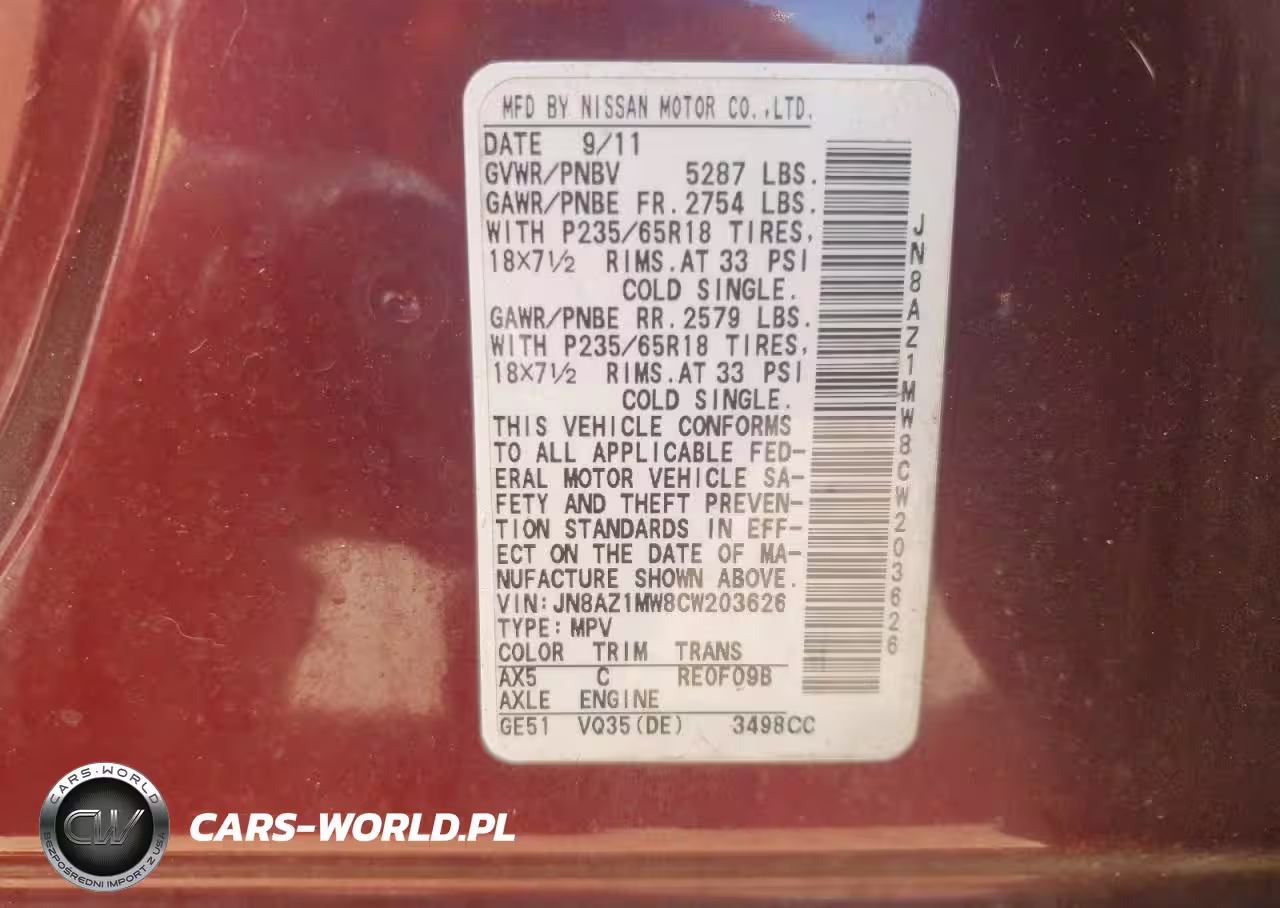 MFD BY NISSAN MOTOR CO.,LTD.
DATE 9/11
GVWR/PNBV 5287 LBS.
GAWR/PNBE FR. 2754 LBS.
WITH P235/65R18 TIRES,
18×7½ RIMS. AT 33 PSI
COLD SINGLE.
GAWR/PNBE RR. 2579 LBS.
WITH P235/65R18 TIRES,
18×7½ RIMS. AT 33 PSI
COLD SINGLE.
THIS VEHICLE CONFORMS
TO ALL APPLICABLE FED-
ERAL MOTOR VEHICLE SA-
FETY AND THEFT PREVEN-
TION STANDARDS IN EFF-
ECT ON THE DATE OF MA-
NUFACTURE SHOWN ABOVE.
VIN: JN8AZ1MW8CW203626
TYPE: MPV
COLOR TRIM TRANS
AX5 C RE0F09B
AXLE ENGINE
GE51 VQ35(DE) 3498CC
JN8AZ1MW8CW203626
CARS-WORLD
CW
BEZPOŚREDNI IMPORT Z USA
CARS-WORLD.PL